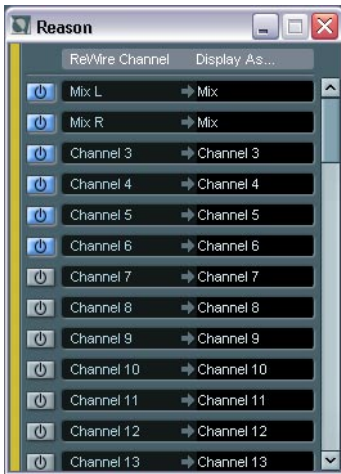 Reason
ReWire Channel Display As...
Mix L Mix
Mix R Mix
Channel 3 Channel 3
Channel 4 Channel 4
Channel 5 Channel 5
Channel 6 Channel 6
Channel 7 Channel 7
Channel 8 Channel 8
Channel 9 Channel 9
Channel 10 Channel 10
Channel 11 Channel 11
Channel 12 Channel 12
Channel 13 Channel 13